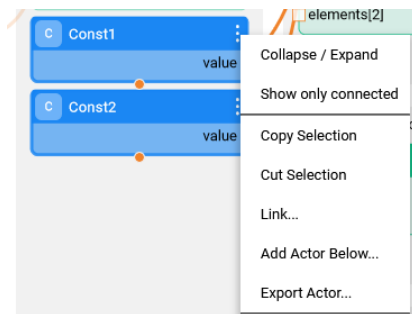 elements[2]
C Const1
value
C Const2
value
Collapse / Expand
Show only connected
Copy Selection
Cut Selection
Link...
Add Actor Below...
Export Actor...